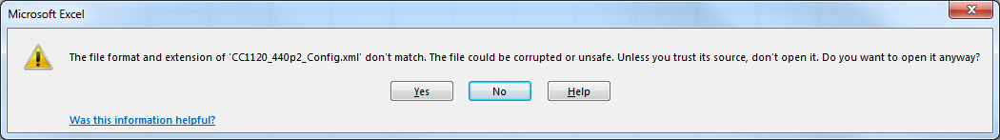 Microsoft Excel
The file format and extension of 'CC1120_440p2_Config.xml' don't match. The file could be corrupted or unsafe. Unless you trust its source, don't open it. Do you want to open it anyway?
Yes No Help
Was this information helpful?